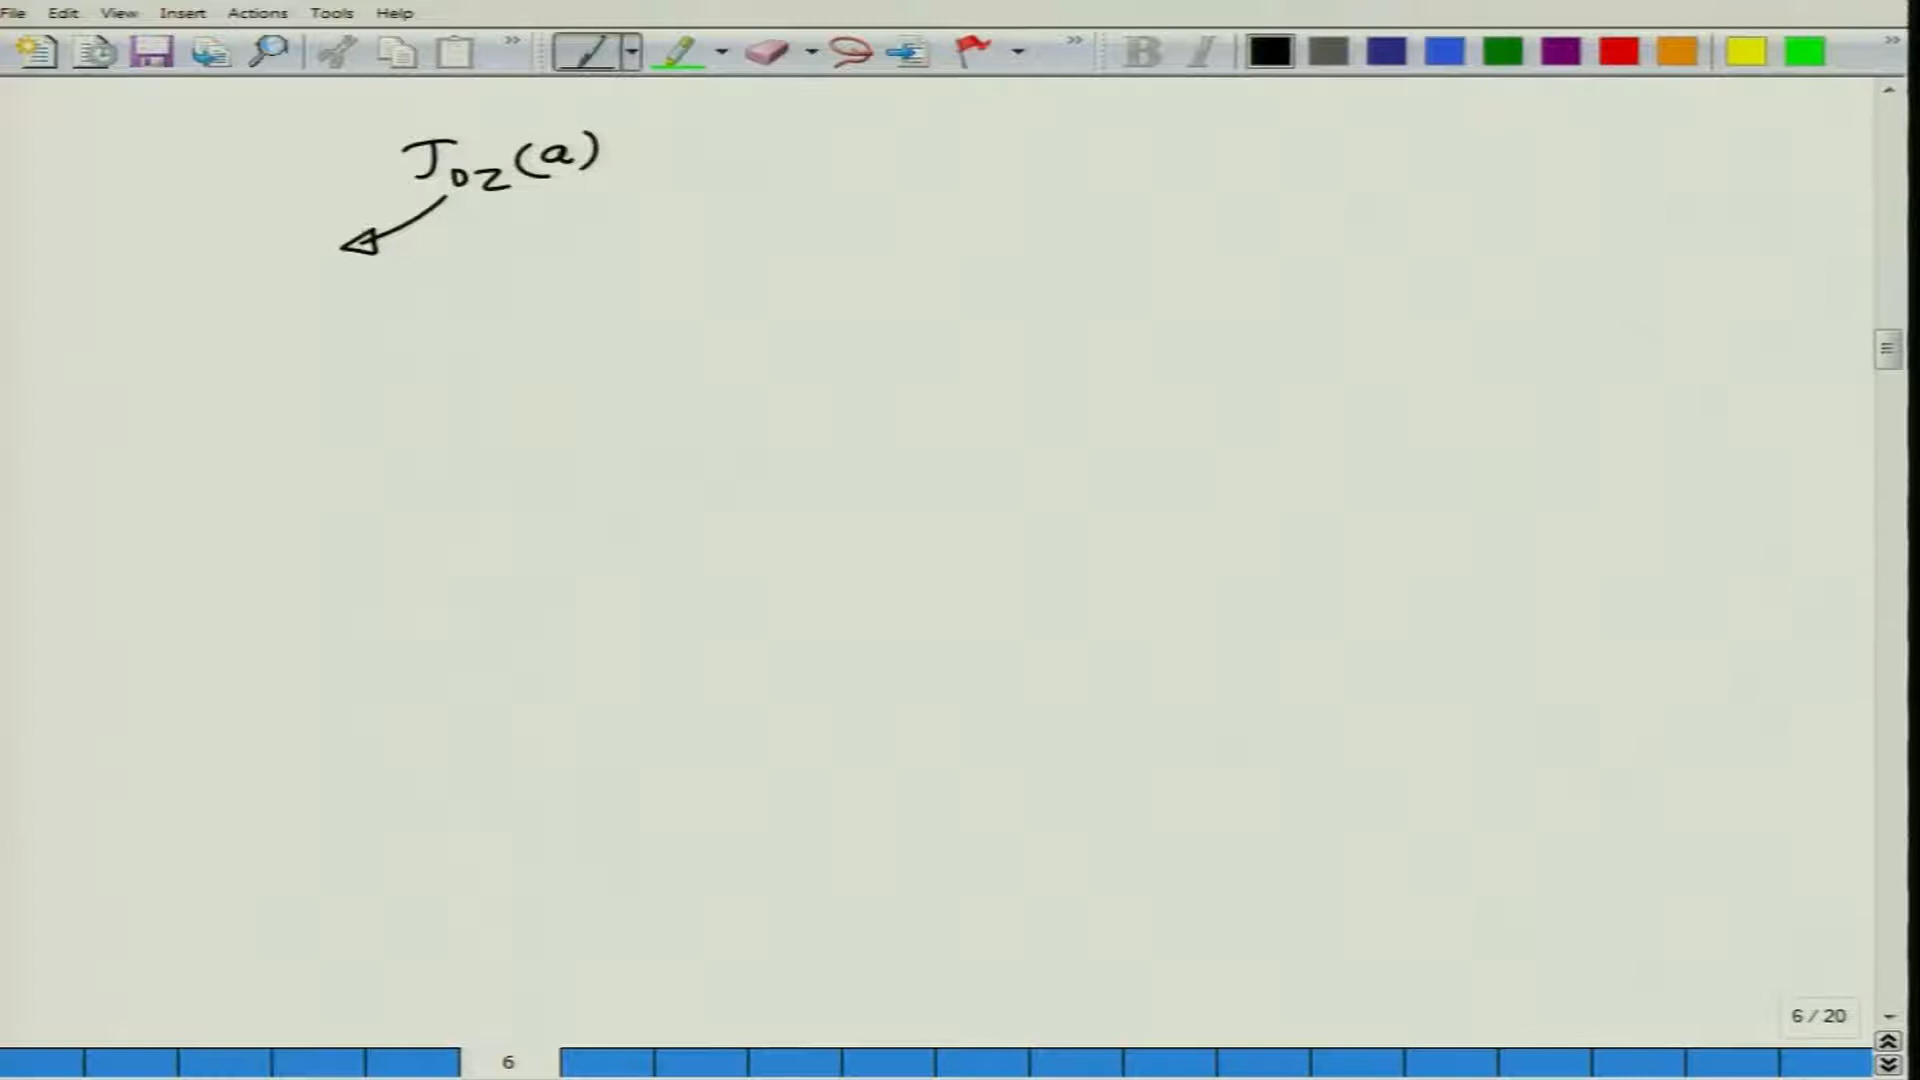 File Edit View Insert Actions Tools Help
B I
J₀₂(a)
6 / 20
6